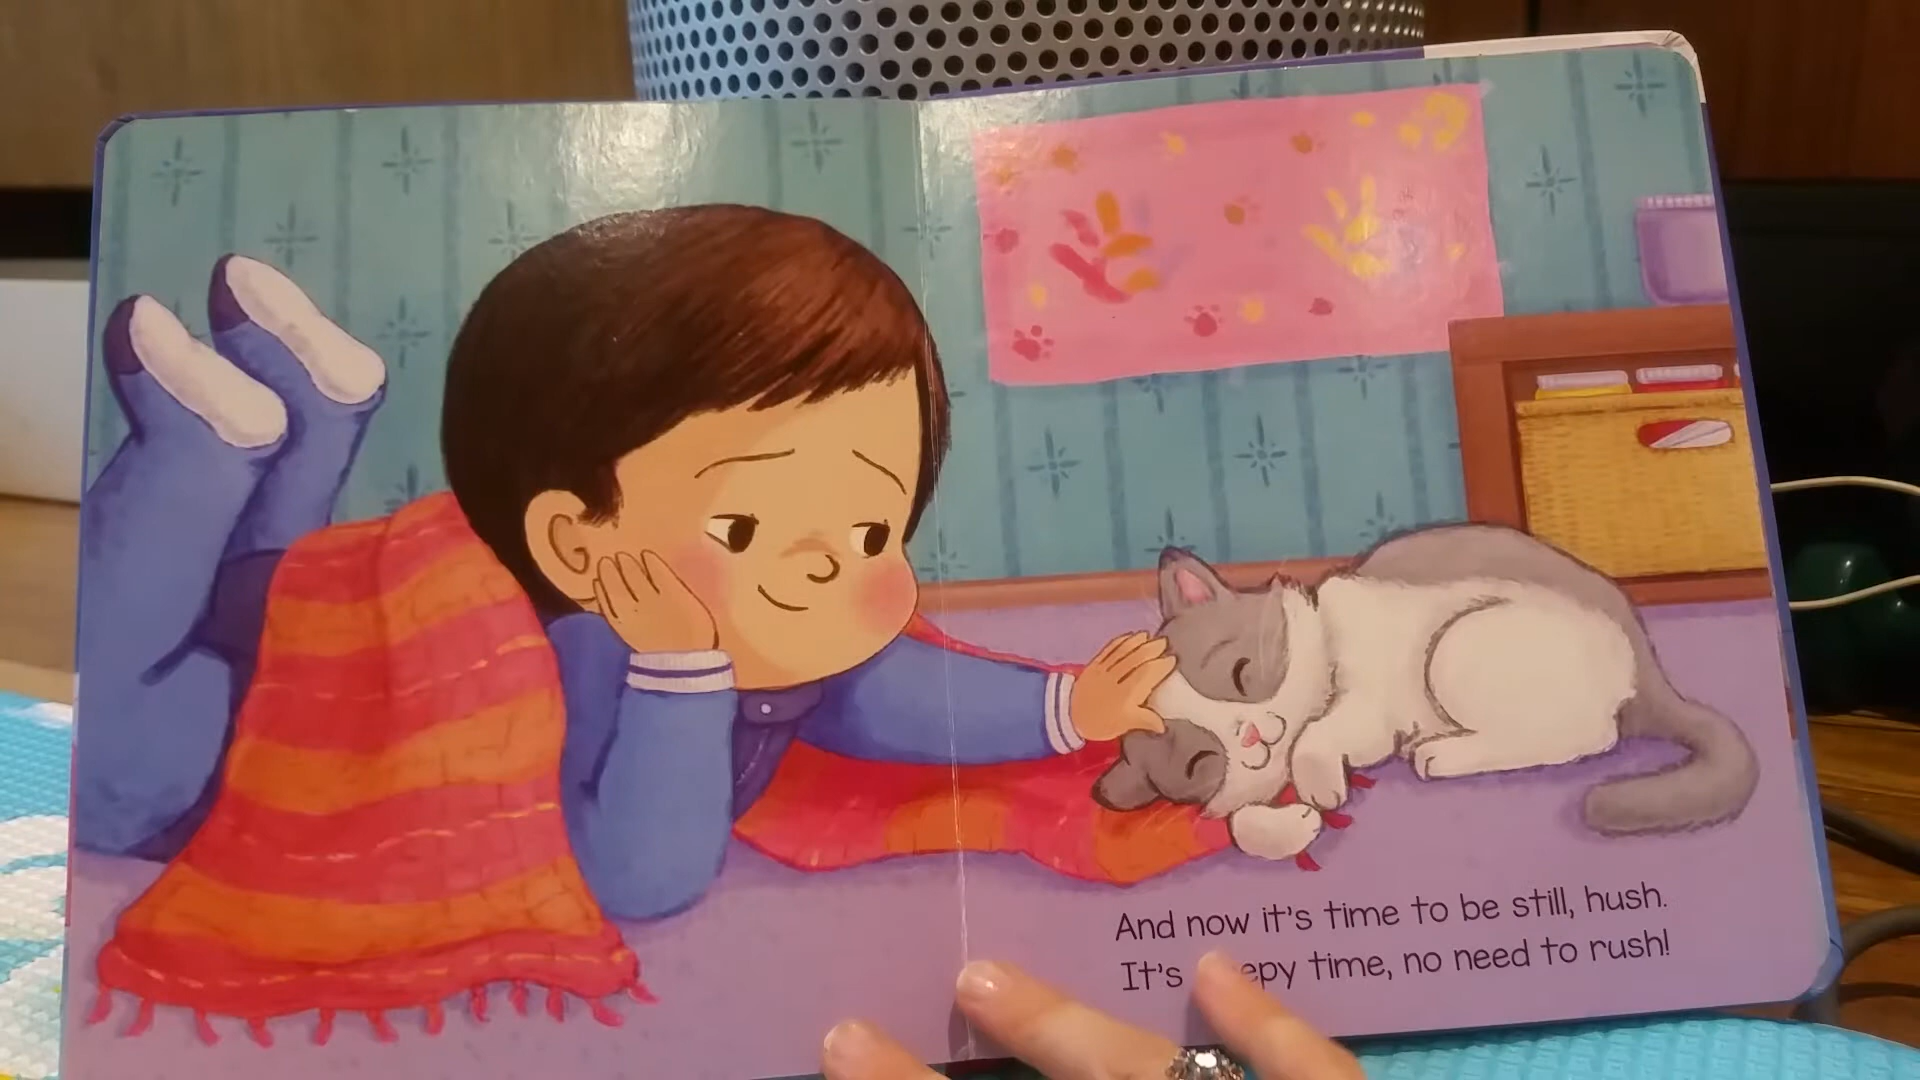 And now it's time to be still, hush.
It's epy time, no need to rush!